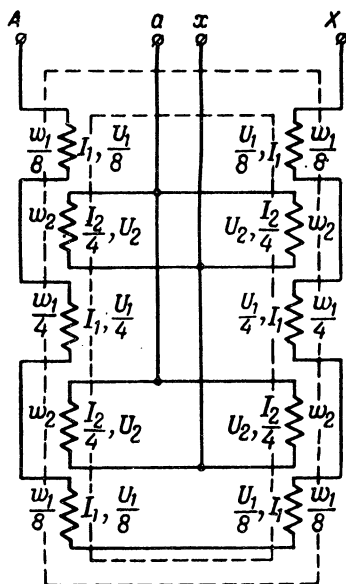 A a x X
w₁/8 I₁, U₁/8 U₁/8, I₁ w₁/8
w₂ I₂/4, U₂ U₂, I₂/4 w₂
w₁/4 I₁, U₁/4 U₁/4, I₁ w₁/4
w₂ I₂/4, U₂ U₂, I₂/4 w₂
w₁/8 I₁, U₁/8 U₁/8, I₁ w₁/8